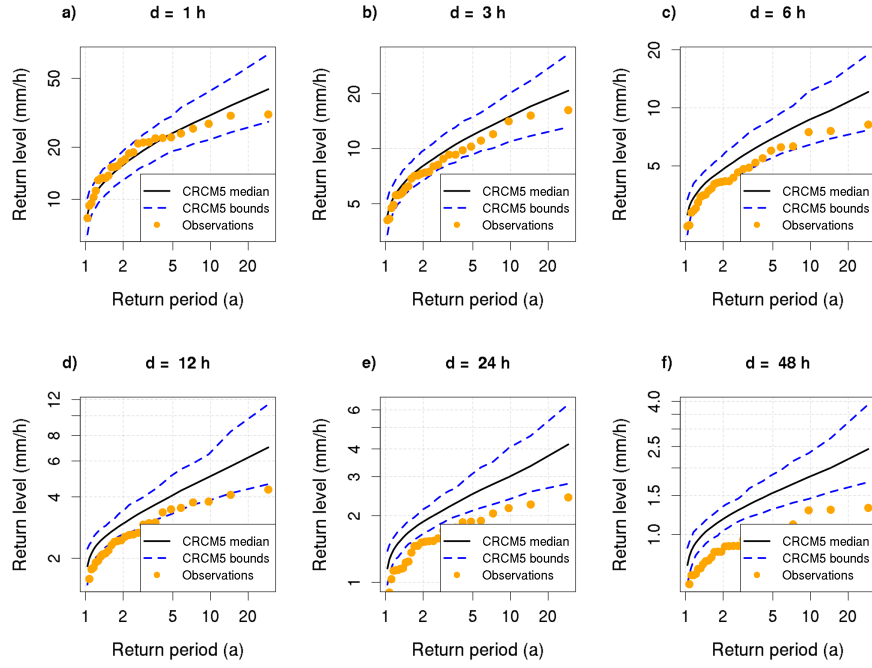 a) d = 1 h
Return level (mm/h)
50
20
10
CRCM5 median
CRCM5 bounds
Observations
1 2 5 10 20
Return period (a)
b) d = 3 h
Return level (mm/h)
20
10
5
CRCM5 median
CRCM5 bounds
Observations
1 2 5 10 20
Return period (a)
c) d = 6 h
Return level (mm/h)
20
10
5
CRCM5 median
CRCM5 bounds
Observations
1 2 5 10 20
Return period (a)
d) d = 12 h
Return level (mm/h)
12
8
6
4
2
CRCM5 median
CRCM5 bounds
Observations
1 2 5 10 20
Return period (a)
e) d = 24 h
Return level (mm/h)
6
4
3
2
1
CRCM5 median
CRCM5 bounds
Observations
1 2 5 10 20
Return period (a)
f) d = 48 h
Return level (mm/h)
4.0
2.5
1.5
1.0
CRCM5 median
CRCM5 bounds
Observations
1 2 5 10 20
Return period (a)